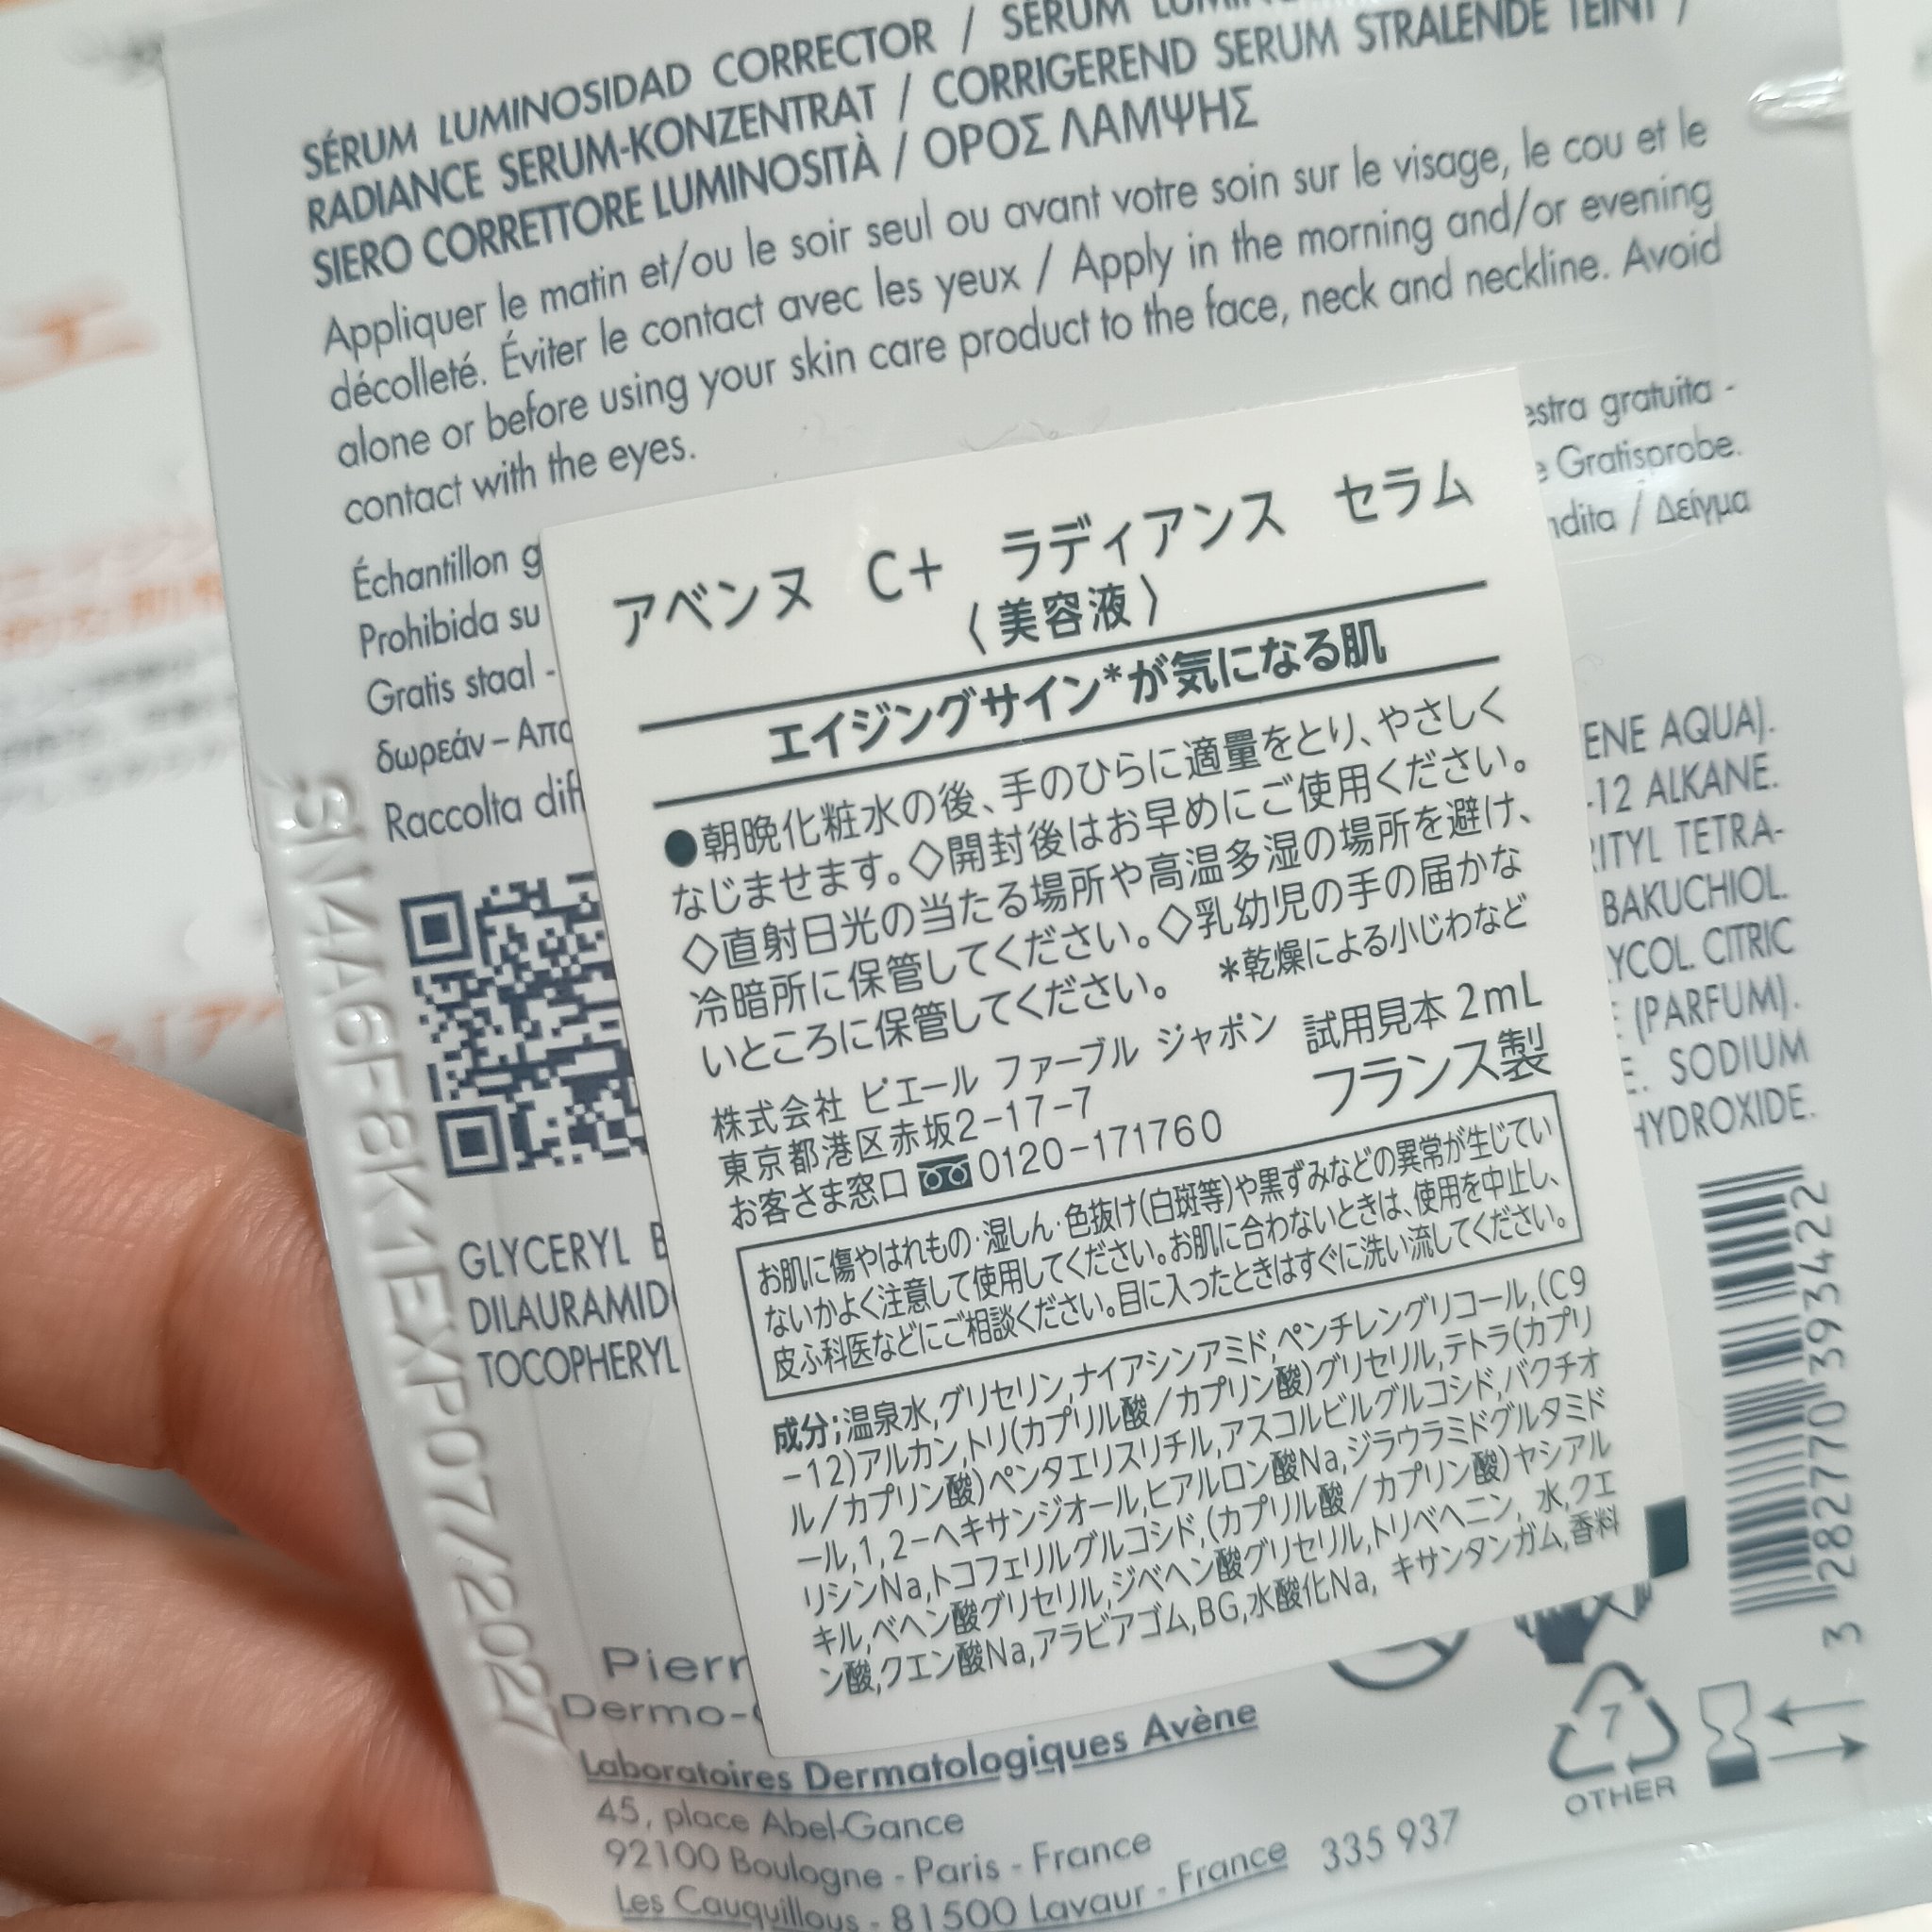 SÉRUM LUMINOSIDAD CORRECTOR / SÉRUM
RADIANCE SERUM-KONZENTRAT / CORRIGEREND SERUM STRALENDE TEINT /
SIERO CORRETTORE LUMINOSITÀ / ΟΡΟΣ ΛΑΜΨΗΣ
Appliquer le matin et/ou le soir seul ou avant votre soin sur le visage, le cou et le
décolleté. Éviter le contact avec les yeux / Apply in the morning and/or evening
alone or before using your skin care product to the face, neck and neckline. Avoid
contact with the eyes.
Échantillon
estra gratuita -
Prohibida su
Gratisprobe.
Gratis staal -
ndita / Δείγμα
δωρεάν – Απο
Raccolta diff
アベンヌ C+ ラディアンス セラム
〈美容液〉
エイジングサイン*が気になる肌
●朝晩化粧水の後、手のひらに適量をとり、やさしく
なじませます。◇開封後はお早めにご使用ください。
◇直射日光の当たる場所や高温多湿の場所を避け、
冷暗所に保管してください。◇乳幼児の手の届かな
いところに保管してください。 *乾燥による小じわなど
株式会社 ピエール ファーブル ジャポン 試用見本 2mL
東京都港区赤坂2-17-7 フランス製
お客さま窓口 0120-171760
お肌に傷やはれもの・湿しん・色抜け(白斑等)や黒ずみなどの異常が生じてい
ないかよく注意して使用してください。お肌に合わないときは、使用を中止し、
皮ふ科医などにご相談ください。目に入ったときはすぐに洗い流してください。
成分;温泉水,グリセリン,ナイアシンアミド,ペンチレングリコール,(C9
-12)アルカン,トリ(カプリル酸/カプリン酸)グリセリル,テトラ(カプリ
ル/カプリン酸)ペンタエリスリチル,アスコルビルグルコシド,バクチオ
ール,1,2-ヘキサンジオール,ヒアルロン酸Na,ジラウラミドグルタミド
リシンNa,トコフェリルグルコシド,(カプリル酸/カプリン酸)ヤシアル
キル,ベヘン酸グリセリル,ジベヘン酸グリセリル,トリベヘニン, 水,クエ
ン酸,クエン酸Na,アラビアゴム,BG,水酸化Na, キサンタンガム,香料
ENE AQUA).
-12 ALKANE.
RITYL TETRA-
BAKUCHIOL.
YCOL. CITRIC
(PARFUM).
E. SODIUM
HYDROXIDE.
GLYCERYL B
DILAURAMID
TOCOPHERYL
EXP07/2027
3 282770 393422
Pierr
Dermo-
Laboratoires Dermatologiques Avène
45, place Abel-Gance
92100 Boulogne - Paris - France
Les Cauquillous - 81500 Lavaur - France 335 937
7
OTHER